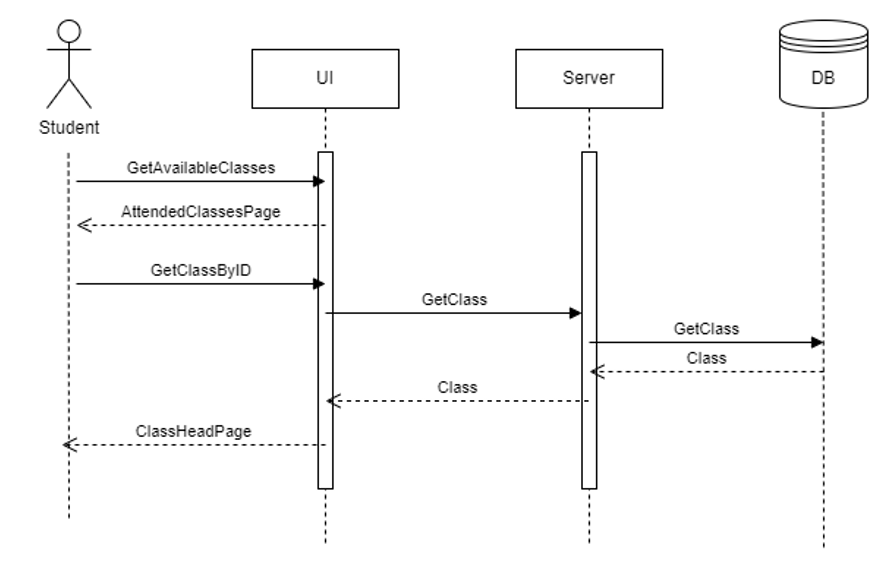 UI
Server
DB
Student
GetAvailableClasses
AttendedClassesPage
GetClassByID
GetClass
GetClass
Class
Class
ClassHeadPage